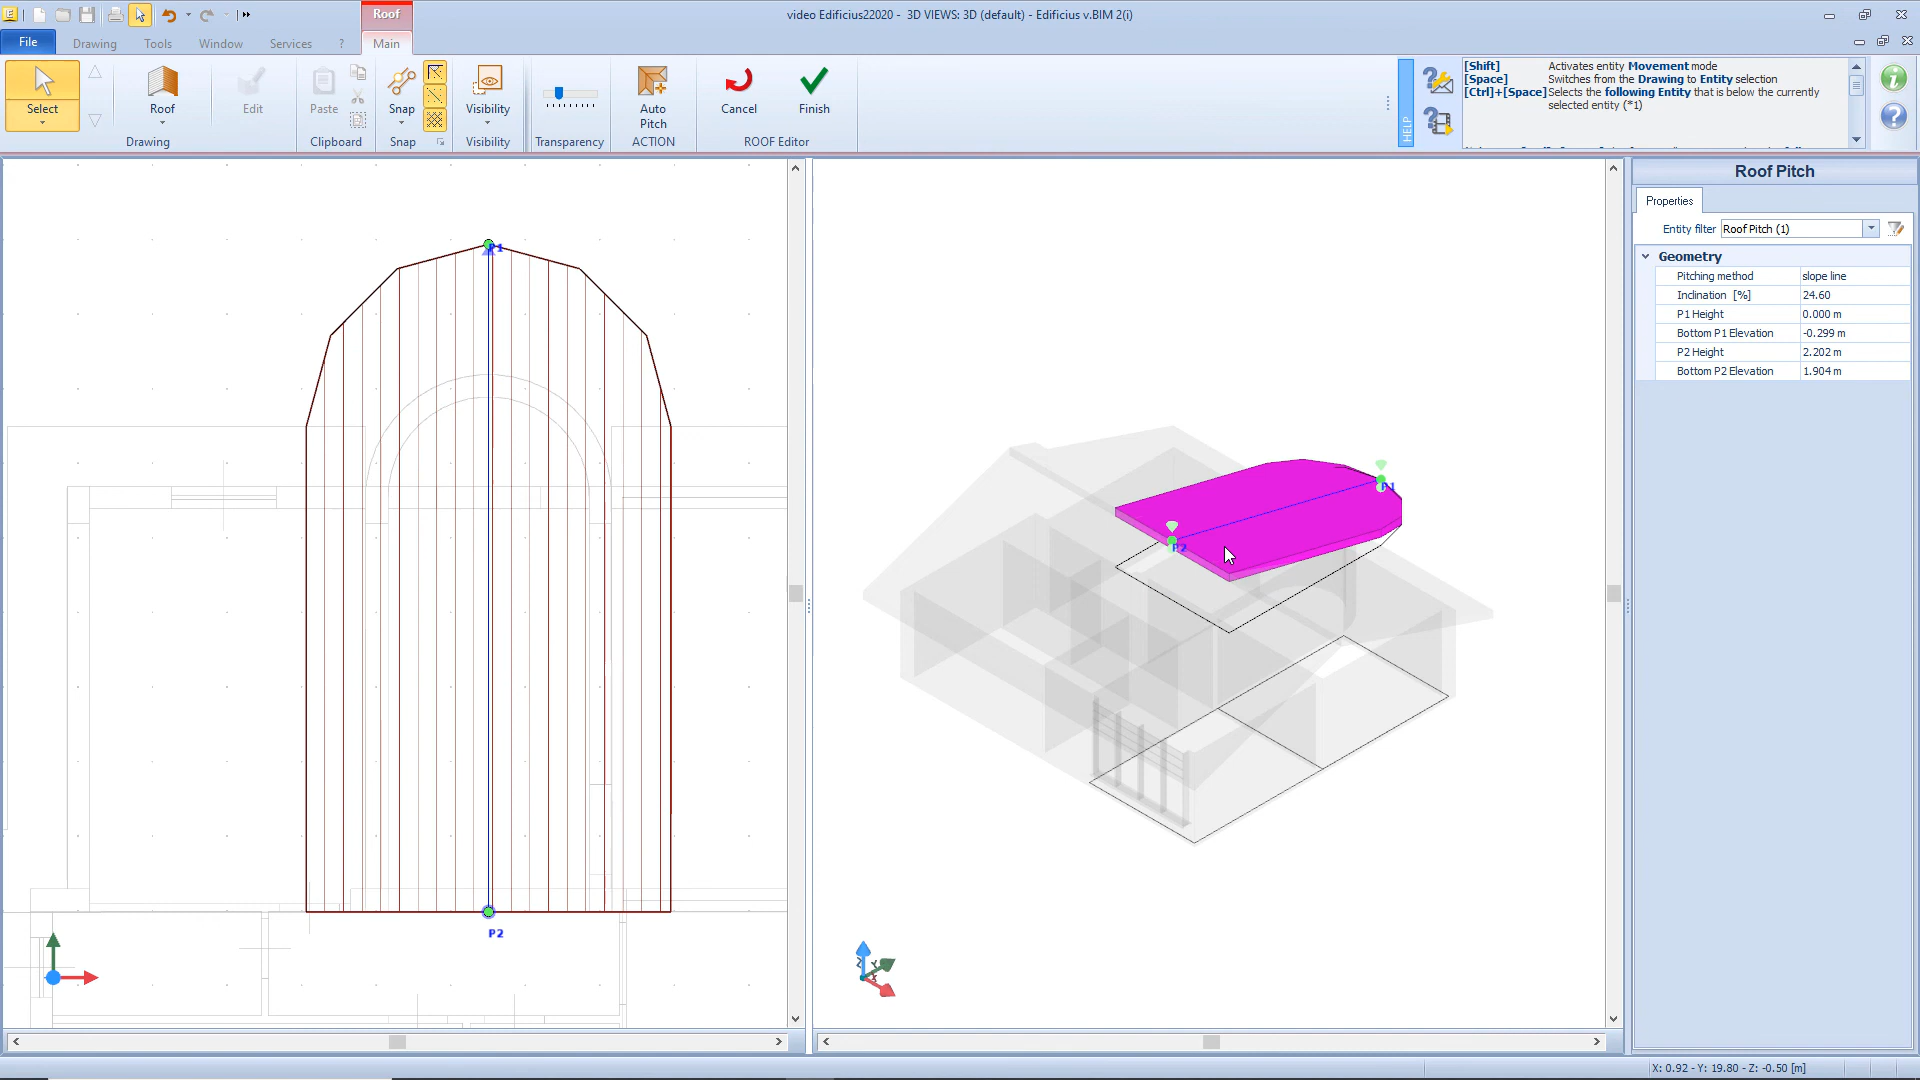 video Edificius22020 - 3D VIEWS: 3D (default) - Edificius v.BIM 2(i)
Roof
File
Drawing
Tools
Window
Services
?
Main
Select
Roof
Edit
Paste
Snap
Visibility
Auto
Pitch
Cancel
Finish
Drawing
Clipboard
Snap
Visibility
Transparency
ACTION
ROOF Editor
HELP
[Shift] Activates entity Movement mode
[Space] Switches from the Drawing to Entity selection
[Ctrl]+[Space] Selects the following Entity that is below the currently
selected entity (*1)
P1
P2
P1
P2
Z
Y
X
Roof Pitch
Properties
Entity filter Roof Pitch (1)
Geometry
Pitching method slope line
Inclination [%] 24.60
P1 Height 0.000 m
Bottom P1 Elevation -0.299 m
P2 Height 2.202 m
Bottom P2 Elevation 1.904 m
X: 0.92 - Y: 19.80 - Z: -0.50 [m]